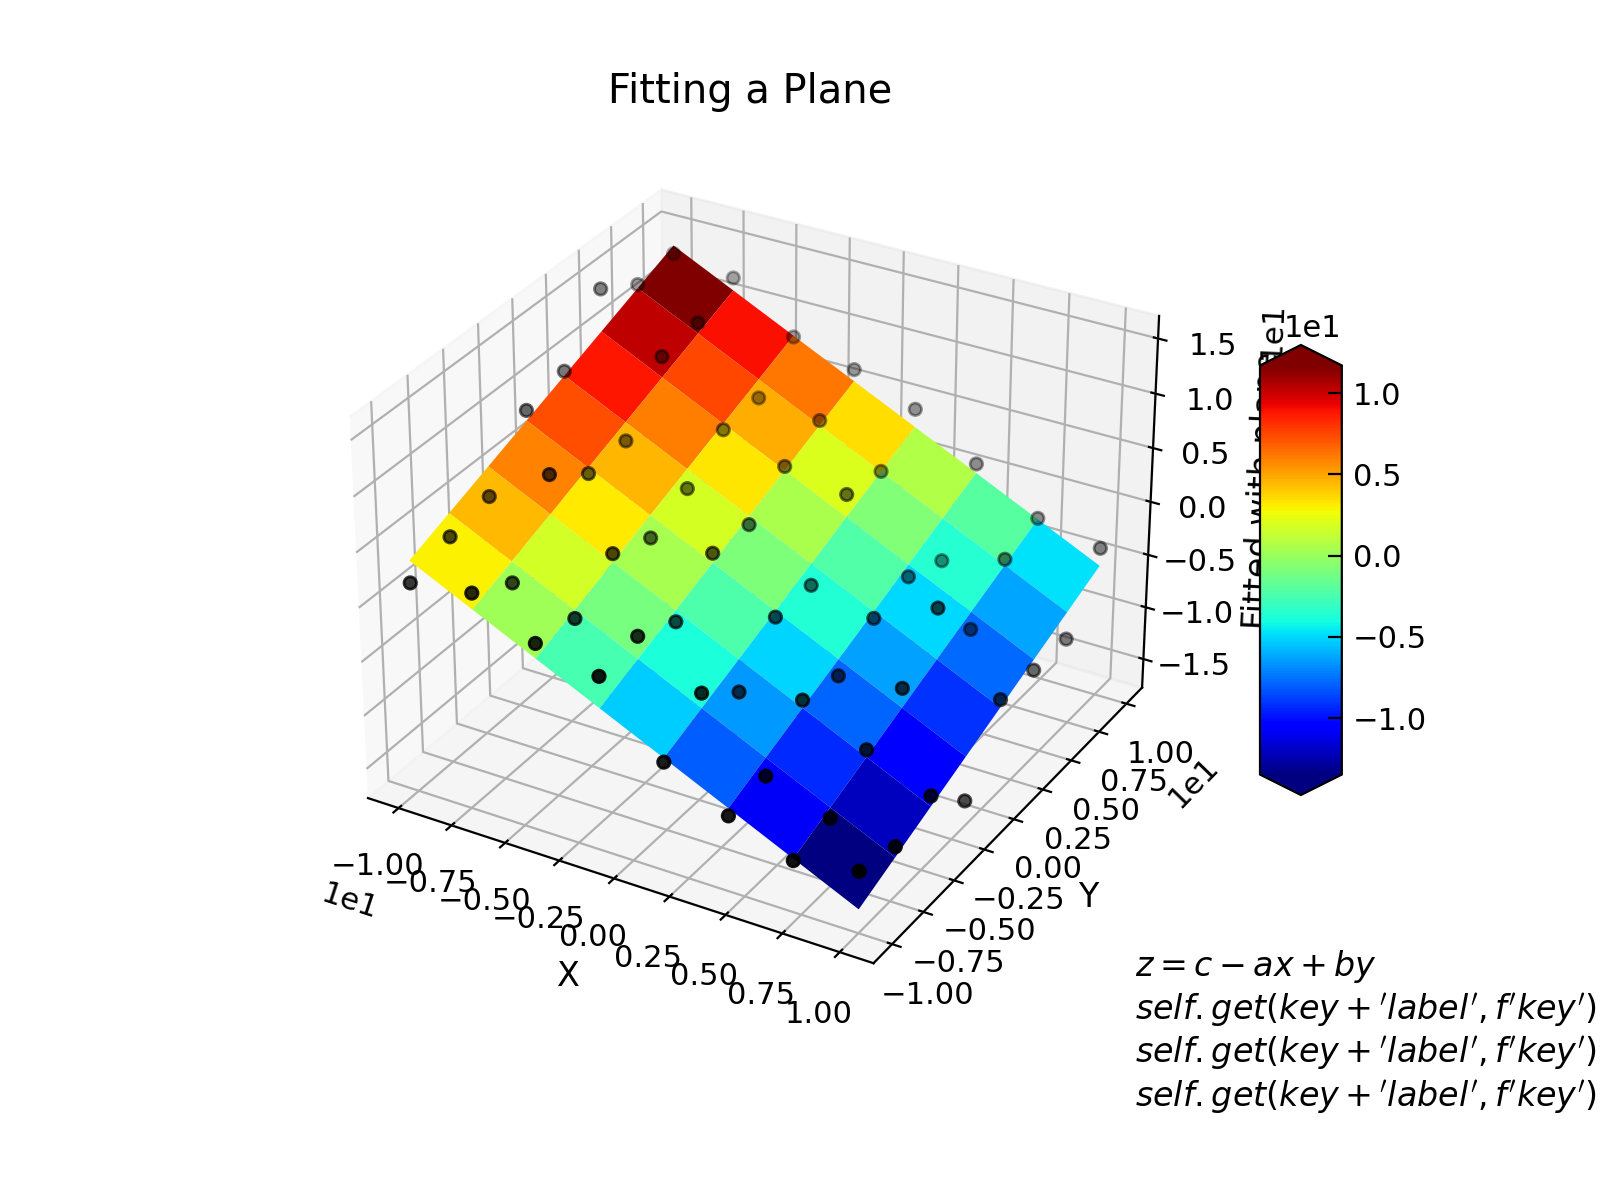 Fitting a Plane
1.5
1.0
0.5
0.0
−0.5
−1.0
−1.5
1e1
Fitted with
1e1
1.0
0.5
0.0
−0.5
−1.0
−1.00
−0.75
−0.50
−0.25
0.00
0.25
0.50
0.75
1.00
1e1
X
1.00
0.75
0.50
0.25
0.00
−0.25
−0.50
−0.75
−1.00
1e1
Y
z = c − ax + by
self.get(key + ′label′, f′key′)
self.get(key + ′label′, f′key′)
self.get(key + ′label′, f′key′)